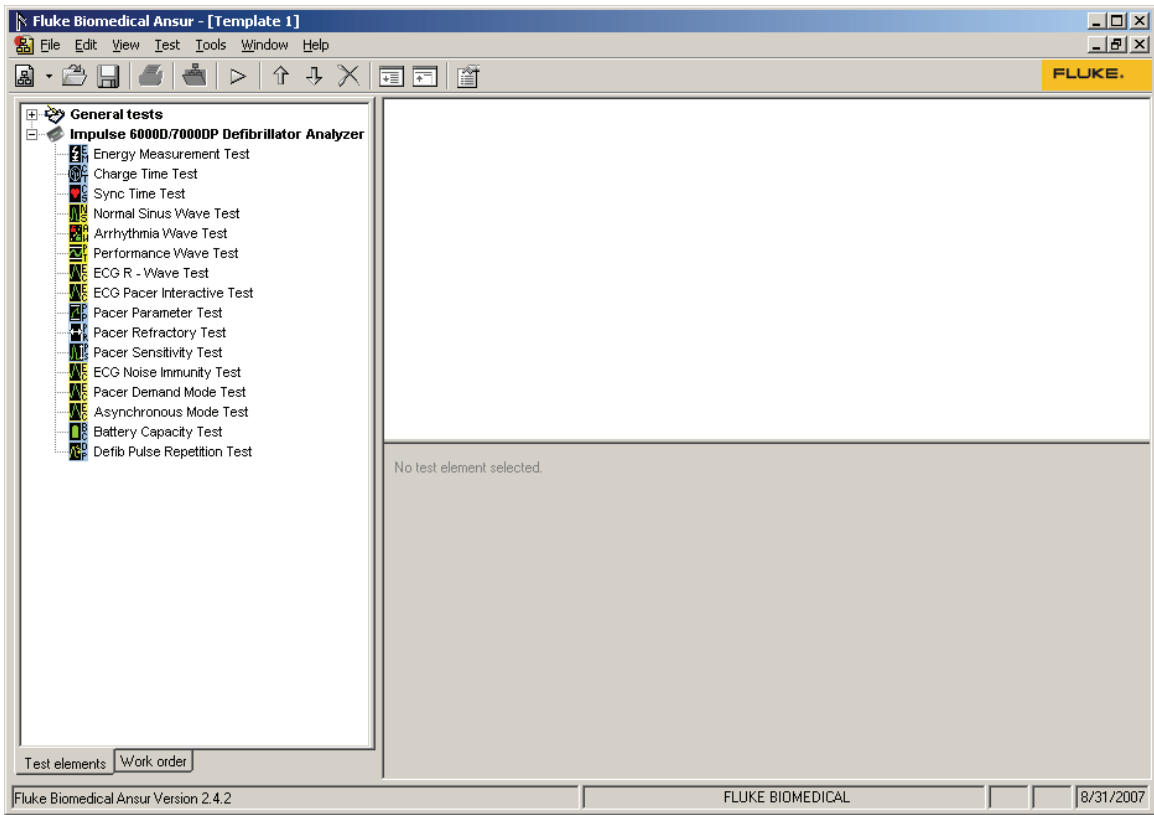 Fluke Biomedical Ansur - [Template 1]
File Edit View Test Tools Window Help
FLUKE.
General tests
Impulse 6000D/7000DP Defibrillator Analyzer
Energy Measurement Test
Charge Time Test
Sync Time Test
Normal Sinus Wave Test
Arrhythmia Wave Test
Performance Wave Test
ECG R - Wave Test
ECG Pacer Interactive Test
Pacer Parameter Test
Pacer Refractory Test
Pacer Sensitivity Test
ECG Noise Immunity Test
Pacer Demand Mode Test
Asynchronous Mode Test
Battery Capacity Test
Defib Pulse Repetition Test
No test element selected.
Test elements Work order
Fluke Biomedical Ansur Version 2.4.2 FLUKE BIOMEDICAL 8/31/2007